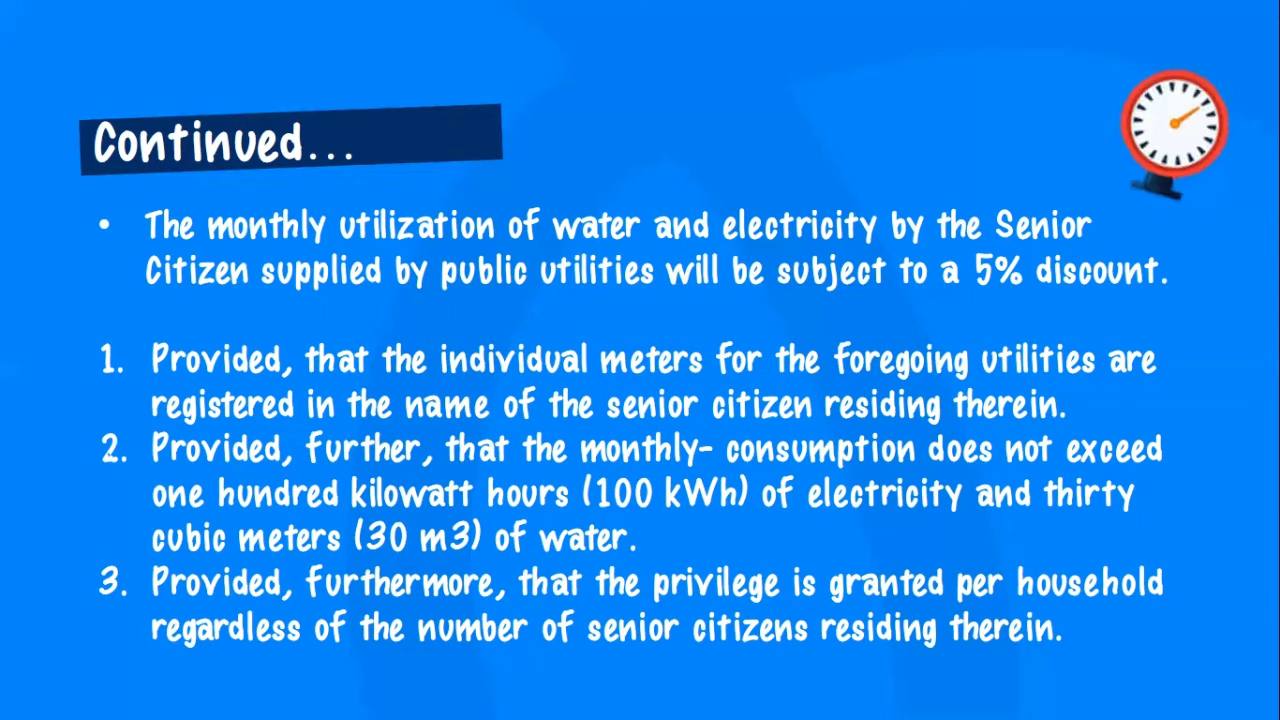 Continued...
• The monthly utilization of water and electricity by the Senior
Citizen supplied by public utilities will be subject to a 5% discount.
1. Provided, that the individual meters for the foregoing utilities are
registered in the name of the senior citizen residing therein.
2. Provided, further, that the monthly- consumption does not exceed
one hundred kilowatt hours (100 kWh) of electricity and thirty
cubic meters (30 m3) of water.
3. Provided, furthermore, that the privilege is granted per household
regardless of the number of senior citizens residing therein.